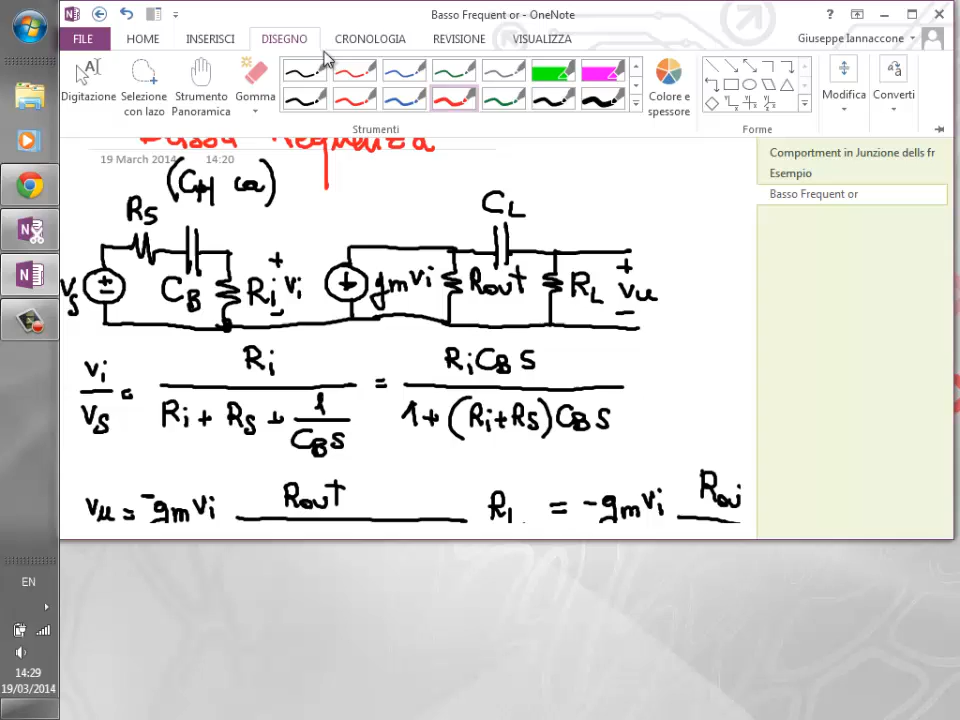 Basso Frequent or - OneNote
FILE HOME INSERISCI DISEGNO CRONOLOGIA REVISIONE VISUALIZZA
Giuseppe Iannaccone
Digitazione
Selezione con lazo
Strumento Panoramica
Gomma
Colore e spessore
Modifica
Converti
Strumenti
Forme
19 March 2014 14:20
Comportment in Junzione dells fr
Esempio
Basso Frequent or
RS
CB
Ri
vi
+
gmvi
Rout
CL
RL
+
vu
vS
vi/vS = Ri / (Ri + RS + 1/(CBS)) = RiCBS / (1+(Ri+RS)CBS)
vu = -gmvi Rout
= -gmvi
EN
14:29
19/03/2014